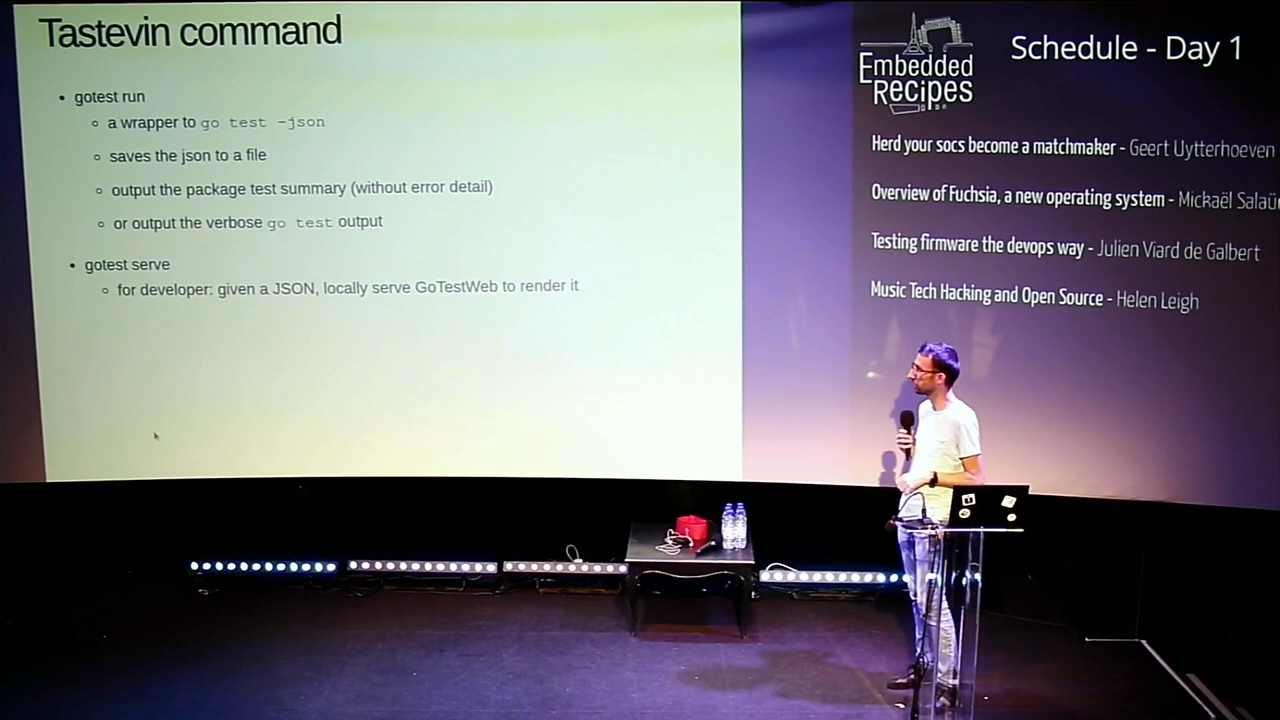 Tastevin command
• gotest run
◦ a wrapper to go test -json
◦ saves the json to a file
◦ output the package test summary (without error detail)
◦ or output the verbose go test output
• gotest serve
◦ for developer: given a JSON, locally serve GoTestWeb to render it
Embedded
Recipes
Schedule - Day 1
Herd your socs become a matchmaker - Geert Uytterhoeven
Overview of Fuchsia, a new operating system - Mickaël Salaü
Testing firmware the devops way - Julien Viard de Galbert
Music Tech Hacking and Open Source - Helen Leigh